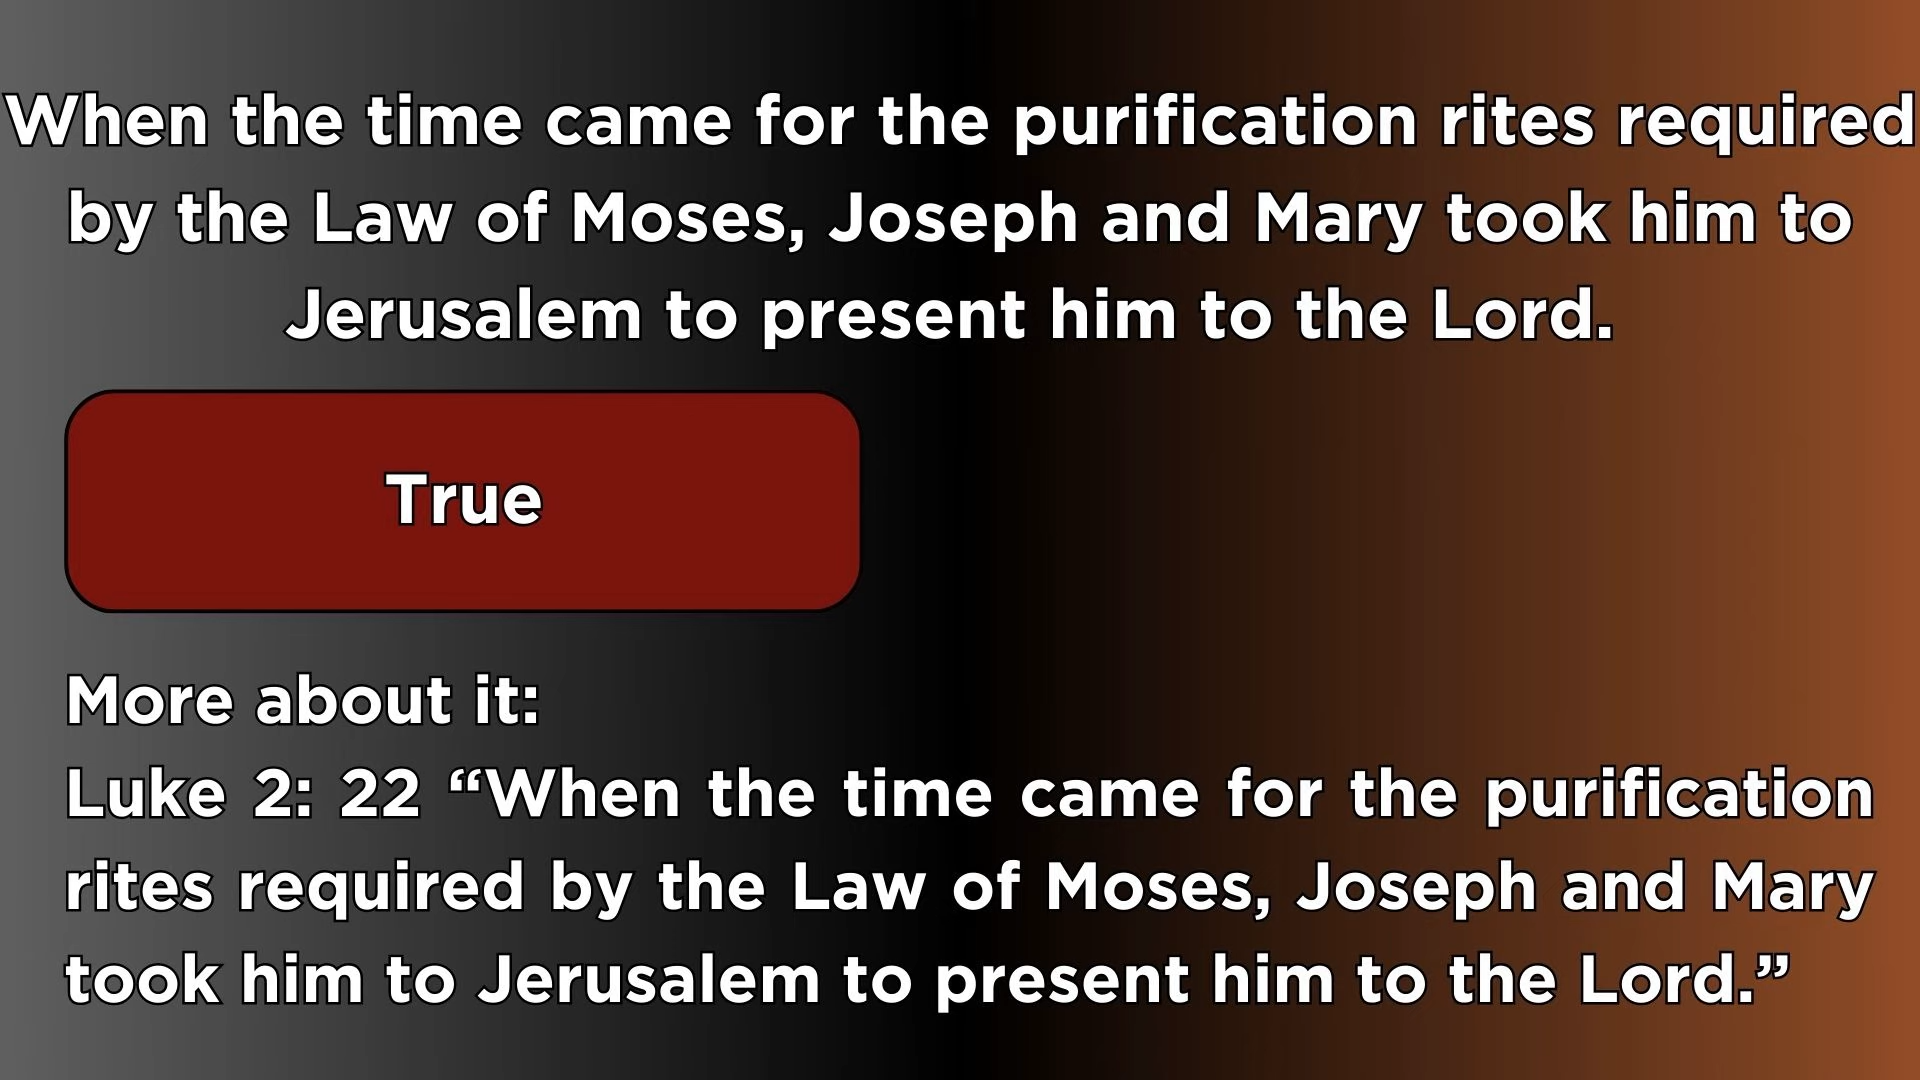 When the time came for the purification rites required
by the Law of Moses, Joseph and Mary took him to
Jerusalem to present him to the Lord.
True
More about it:
Luke 2: 22 “When the time came for the purification
rites required by the Law of Moses, Joseph and Mary
took him to Jerusalem to present him to the Lord.”